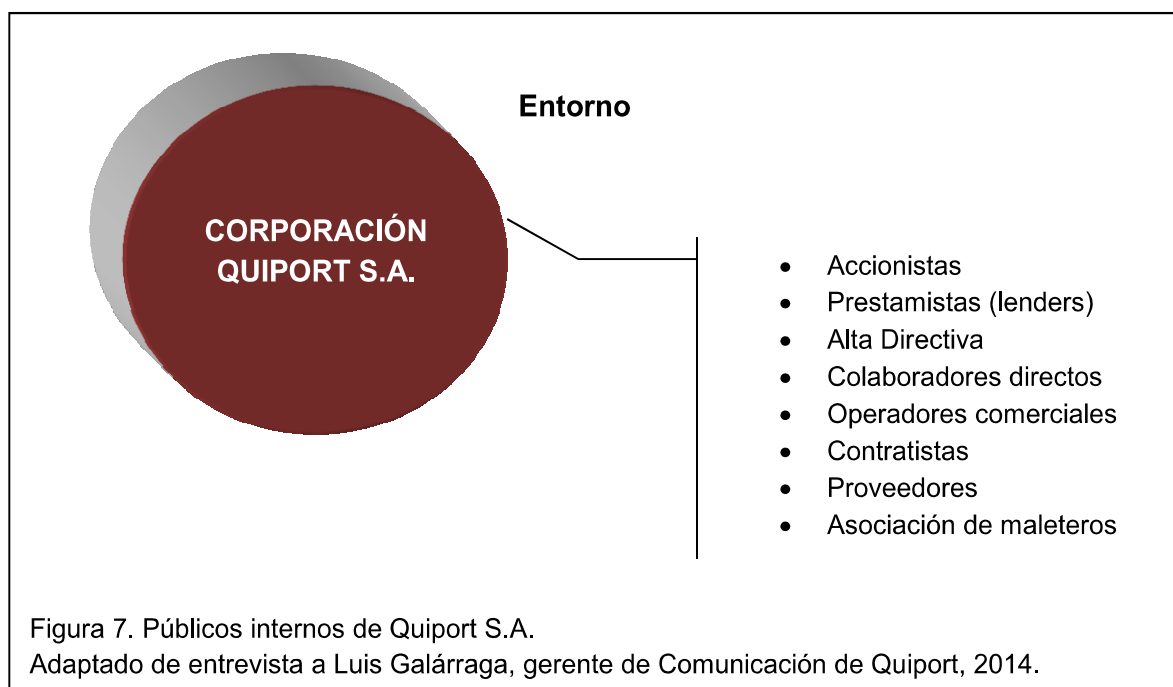 Entorno
CORPORACIÓN
QUIPORT S.A.
• Accionistas
• Prestamistas (lenders)
• Alta Directiva
• Colaboradores directos
• Operadores comerciales
• Contratistas
• Proveedores
• Asociación de maleteros
Figura 7. Públicos internos de Quiport S.A.
Adaptado de entrevista a Luis Galárraga, gerente de Comunicación de Quiport, 2014.